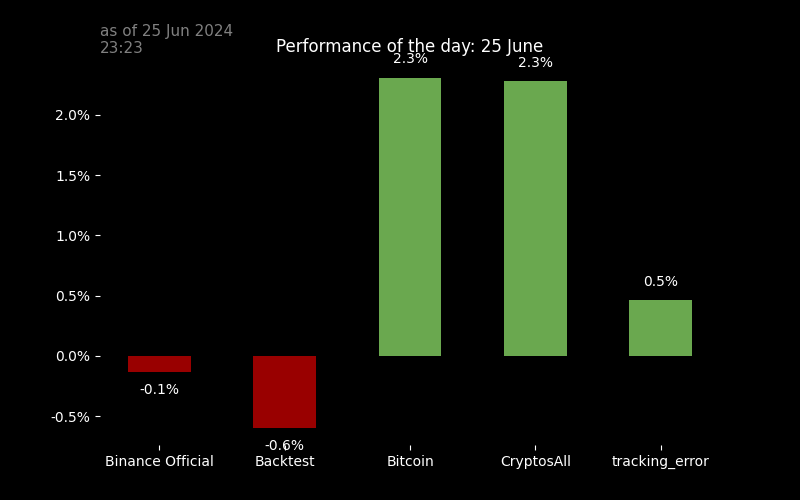 as of 25 Jun 2024
23:23
Performance of the day: 25 June
2.3%
2.3%
2.0%
1.5%
1.0%
0.5%
0.5%
0.0%
-0.1%
-0.5%
-0.6%
Binance Official
Backtest
Bitcoin
CryptosAll
tracking_error